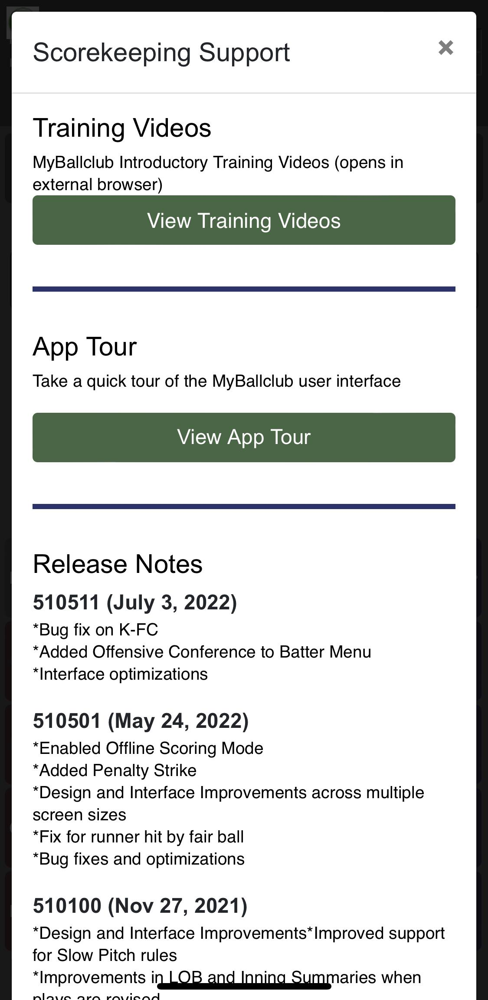 Scorekeeping Support
×
Training Videos
MyBallclub Introductory Training Videos (opens in
external browser)
View Training Videos
App Tour
Take a quick tour of the MyBallclub user interface
View App Tour
Release Notes
510511 (July 3, 2022)
*Bug fix on K-FC
*Added Offensive Conference to Batter Menu
*Interface optimizations
510501 (May 24, 2022)
*Enabled Offline Scoring Mode
*Added Penalty Strike
*Design and Interface Improvements across multiple
screen sizes
*Fix for runner hit by fair ball
*Bug fixes and optimizations
510100 (Nov 27, 2021)
*Design and Interface Improvements*Improved support
for Slow Pitch rules
*Improvements in LOB and Inning Summaries when
plays are revised